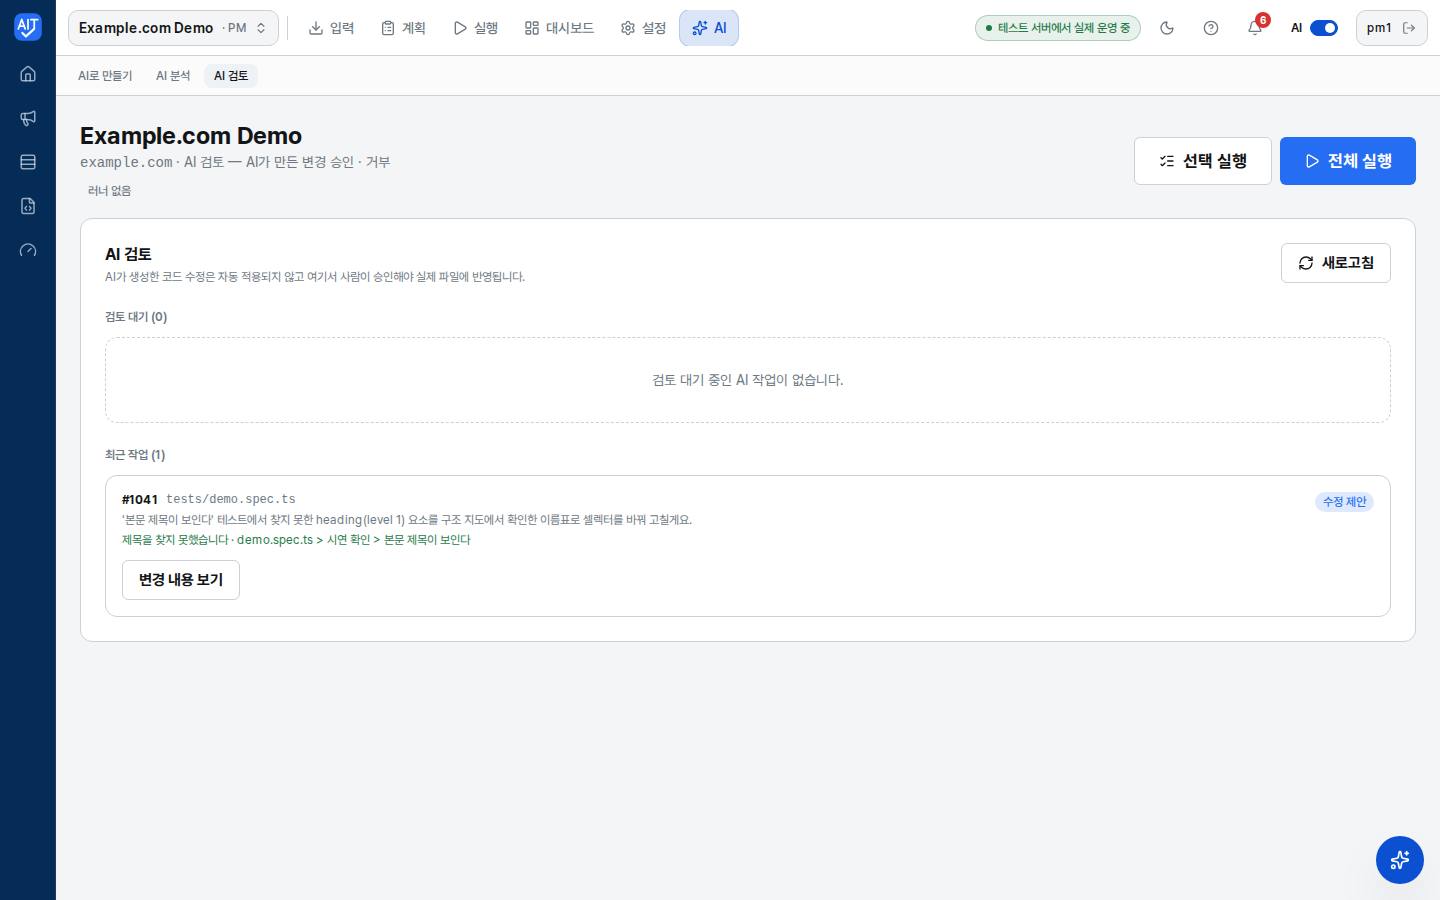 AIT
Example.com Demo · PM
입력
계획
실행
대시보드
설정
AI
테스트 서버에서 실제 운영 중
6
AI
pm1
AI로 만들기
AI 분석
AI 검토
Example.com Demo
example.com · AI 검토 — AI가 만든 변경 승인 · 거부
러너 없음
선택 실행
전체 실행
AI 검토
AI가 생성한 코드 수정은 자동 적용되지 않고 여기서 사람이 승인해야 실제 파일에 반영됩니다.
새로고침
검토 대기 (0)
검토 대기 중인 AI 작업이 없습니다.
최근 작업 (1)
#1041 tests/demo.spec.ts
수정 제안
'본문 제목이 보인다' 테스트에서 찾지 못한 heading(level 1) 요소를 구조 지도에서 확인한 이름표로 셀렉터를 바꿔 고칠게요.
제목을 찾지 못했습니다 · demo.spec.ts > 시연 확인 > 본문 제목이 보인다
변경 내용 보기